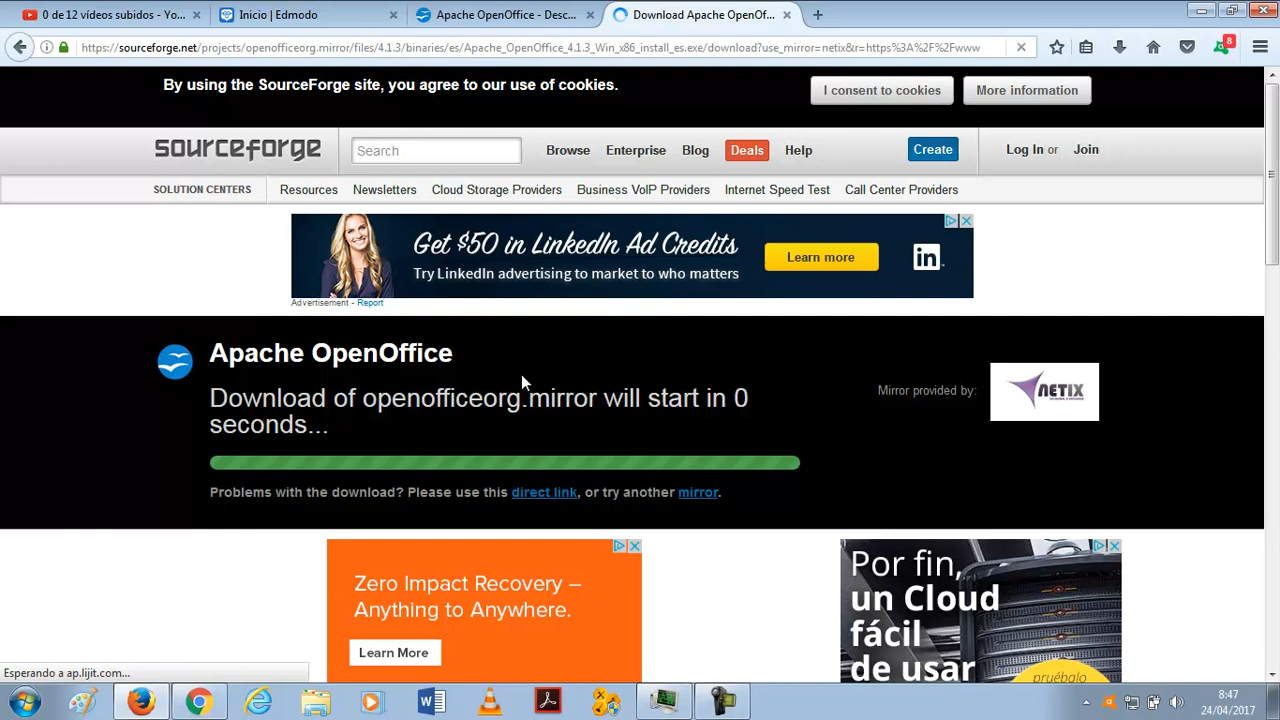 0 de 12 vídeos subidos - Yo...
Inicio | Edmodo
Apache OpenOffice - Desc...
Download Apache OpenOf...
https://sourceforge.net/projects/openofficeorg.mirror/files/4.1.3/binaries/es/Apache_OpenOffice_4.1.3_Win_x86_install_es.exe/download?use_mirror=netix&r=https%3A%2F%2Fwww
8
By using the SourceForge site, you agree to our use of cookies.
I consent to cookies
More information
sourceforge
Search
Browse
Enterprise
Blog
Deals
Help
Create
Log In or Join
SOLUTION CENTERS
Resources
Newsletters
Cloud Storage Providers
Business VoIP Providers
Internet Speed Test
Call Center Providers
Get $50 in LinkedIn Ad Credits
Try LinkedIn advertising to market to who matters
Learn more
in
Advertisement - Report
Apache OpenOffice
Download of openofficeorg.mirror will start in 0
seconds...
Mirror provided by:
NETIX
Problems with the download? Please use this direct link, or try another mirror.
Zero Impact Recovery –
Anything to Anywhere.
Learn More
Por fin,
un Cloud
fácil
de usar
pruébalo
Esperando a ap.lijit.com...
8:47
24/04/2017